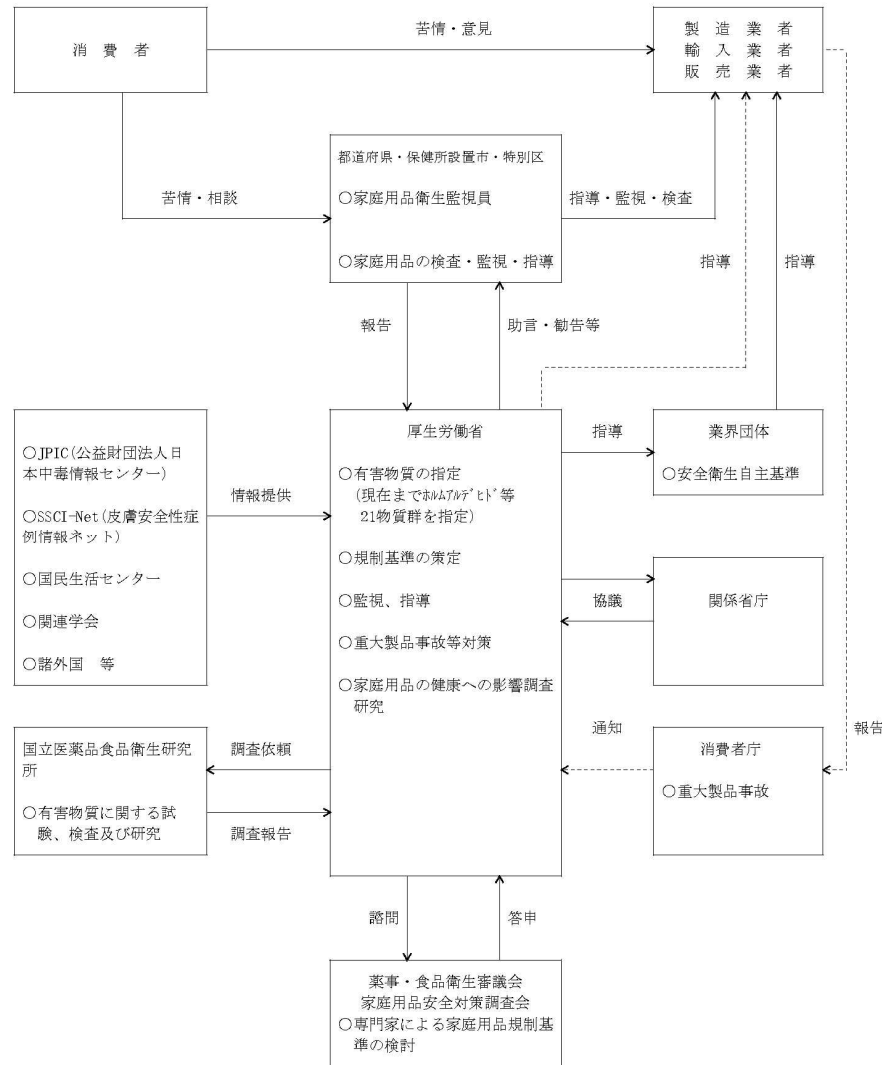 苦情・意見
消　費　者
製　造　業　者
輸　入　業　者
販　売　業　者
都道府県・保健所設置市・特別区
○家庭用品衛生監視員
○家庭用品の検査・監視・指導
苦情・相談
指導・監視・検査
指導
指導
報告
助言・勧告等
○JPIC(公益財団法人日
本中毒情報センター)
○SSCI-Net(皮膚安全性症
例情報ネット)
○国民生活センター
○関連学会
○諸外国　等
情報提供
厚生労働省
○有害物質の指定
(現在までﾎﾙﾑｱﾙﾃﾞﾋﾄﾞ等
21物質群を指定)
○規制基準の策定
○監視、指導
○重大製品事故等対策
○家庭用品の健康への影響調査
研究
指導
業界団体
○安全衛生自主基準
協議
関係省庁
通知
報告
消費者庁
○重大製品事故
国立医薬品食品衛生研究
所
○有害物質に関する試
験、検査及び研究
調査依頼
調査報告
諮問
答申
薬事・食品衛生審議会
家庭用品安全対策調査会
○専門家による家庭用品規制基
準の検討